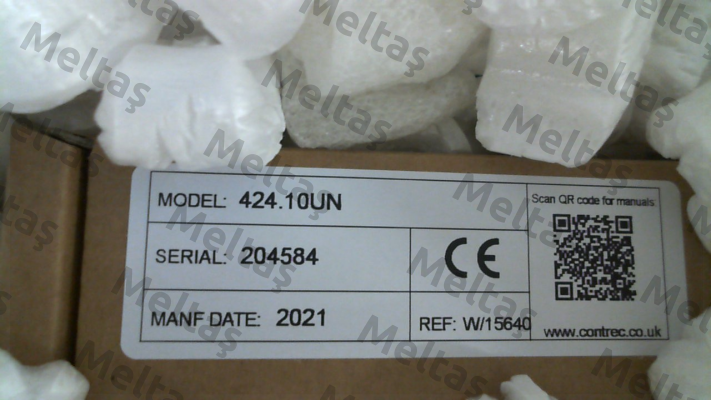 MODEL: 424.10UN
Scan QR code for manuals:
SERIAL: 204584
CE
MANF DATE: 2021
REF: W/15640
www.contrec.co.uk
Meltaş